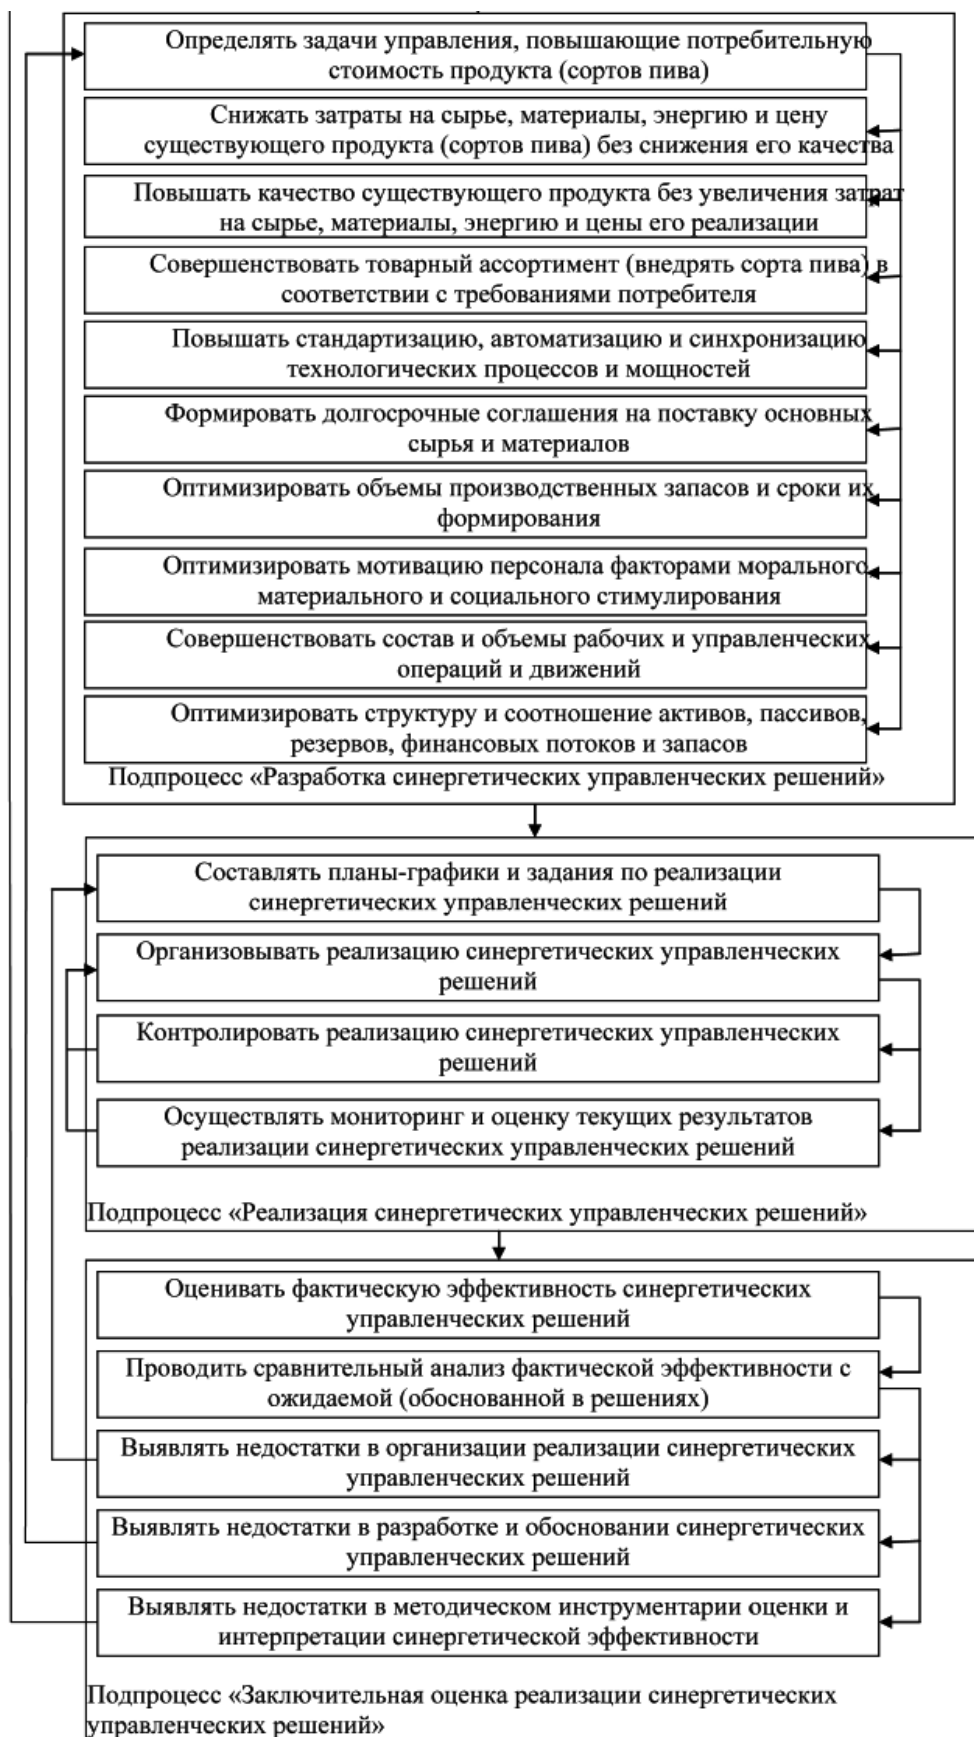 Определять задачи управления, повышающие потребительную
стоимость продукта (сортов пива)
Снижать затраты на сырье, материалы, энергию и цену
существующего продукта (сортов пива) без снижения его качества
Повышать качество существующего продукта без увеличения затрат
на сырье, материалы, энергию и цены его реализации
Совершенствовать товарный ассортимент (внедрять сорта пива) в
соответствии с требованиями потребителя
Повышать стандартизацию, автоматизацию и синхронизацию
технологических процессов и мощностей
Формировать долгосрочные соглашения на поставку основных
сырья и материалов
Оптимизировать объемы производственных запасов и сроки их
формирования
Оптимизировать мотивацию персонала факторами морального,
материального и социального стимулирования
Совершенствовать состав и объемы рабочих и управленческих
операций и движений
Оптимизировать структуру и соотношение активов, пассивов,
резервов, финансовых потоков и запасов
Подпроцесс «Разработка синергетических управленческих решений»
Составлять планы-графики и задания по реализации
синергетических управленческих решений
Организовывать реализацию синергетических управленческих
решений
Контролировать реализацию синергетических управленческих
решений
Осуществлять мониторинг и оценку текущих результатов
реализации синергетических управленческих решений
Подпроцесс «Реализация синергетических управленческих решений»
Оценивать фактическую эффективность синергетических
управленческих решений
Проводить сравнительный анализ фактической эффективности с
ожидаемой (обоснованной в решениях)
Выявлять недостатки в организации реализации синергетических
управленческих решений
Выявлять недостатки в разработке и обосновании синергетических
управленческих решений
Выявлять недостатки в методическом инструментарии оценки и
интерпретации синергетической эффективности
Подпроцесс «Заключительная оценка реализации синергетических
управленческих решений»